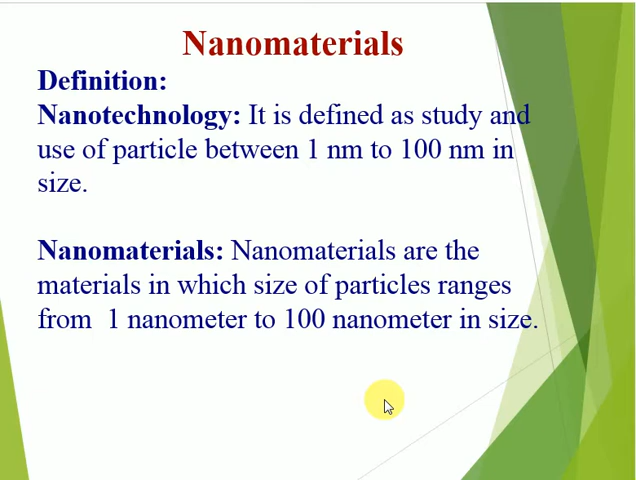 Nanomaterials
Definition:
Nanotechnology: It is defined as study and
use of particle between 1 nm to 100 nm in
size.
Nanomaterials: Nanomaterials are the
materials in which size of particles ranges
from  1 nanometer to 100 nanometer in size.